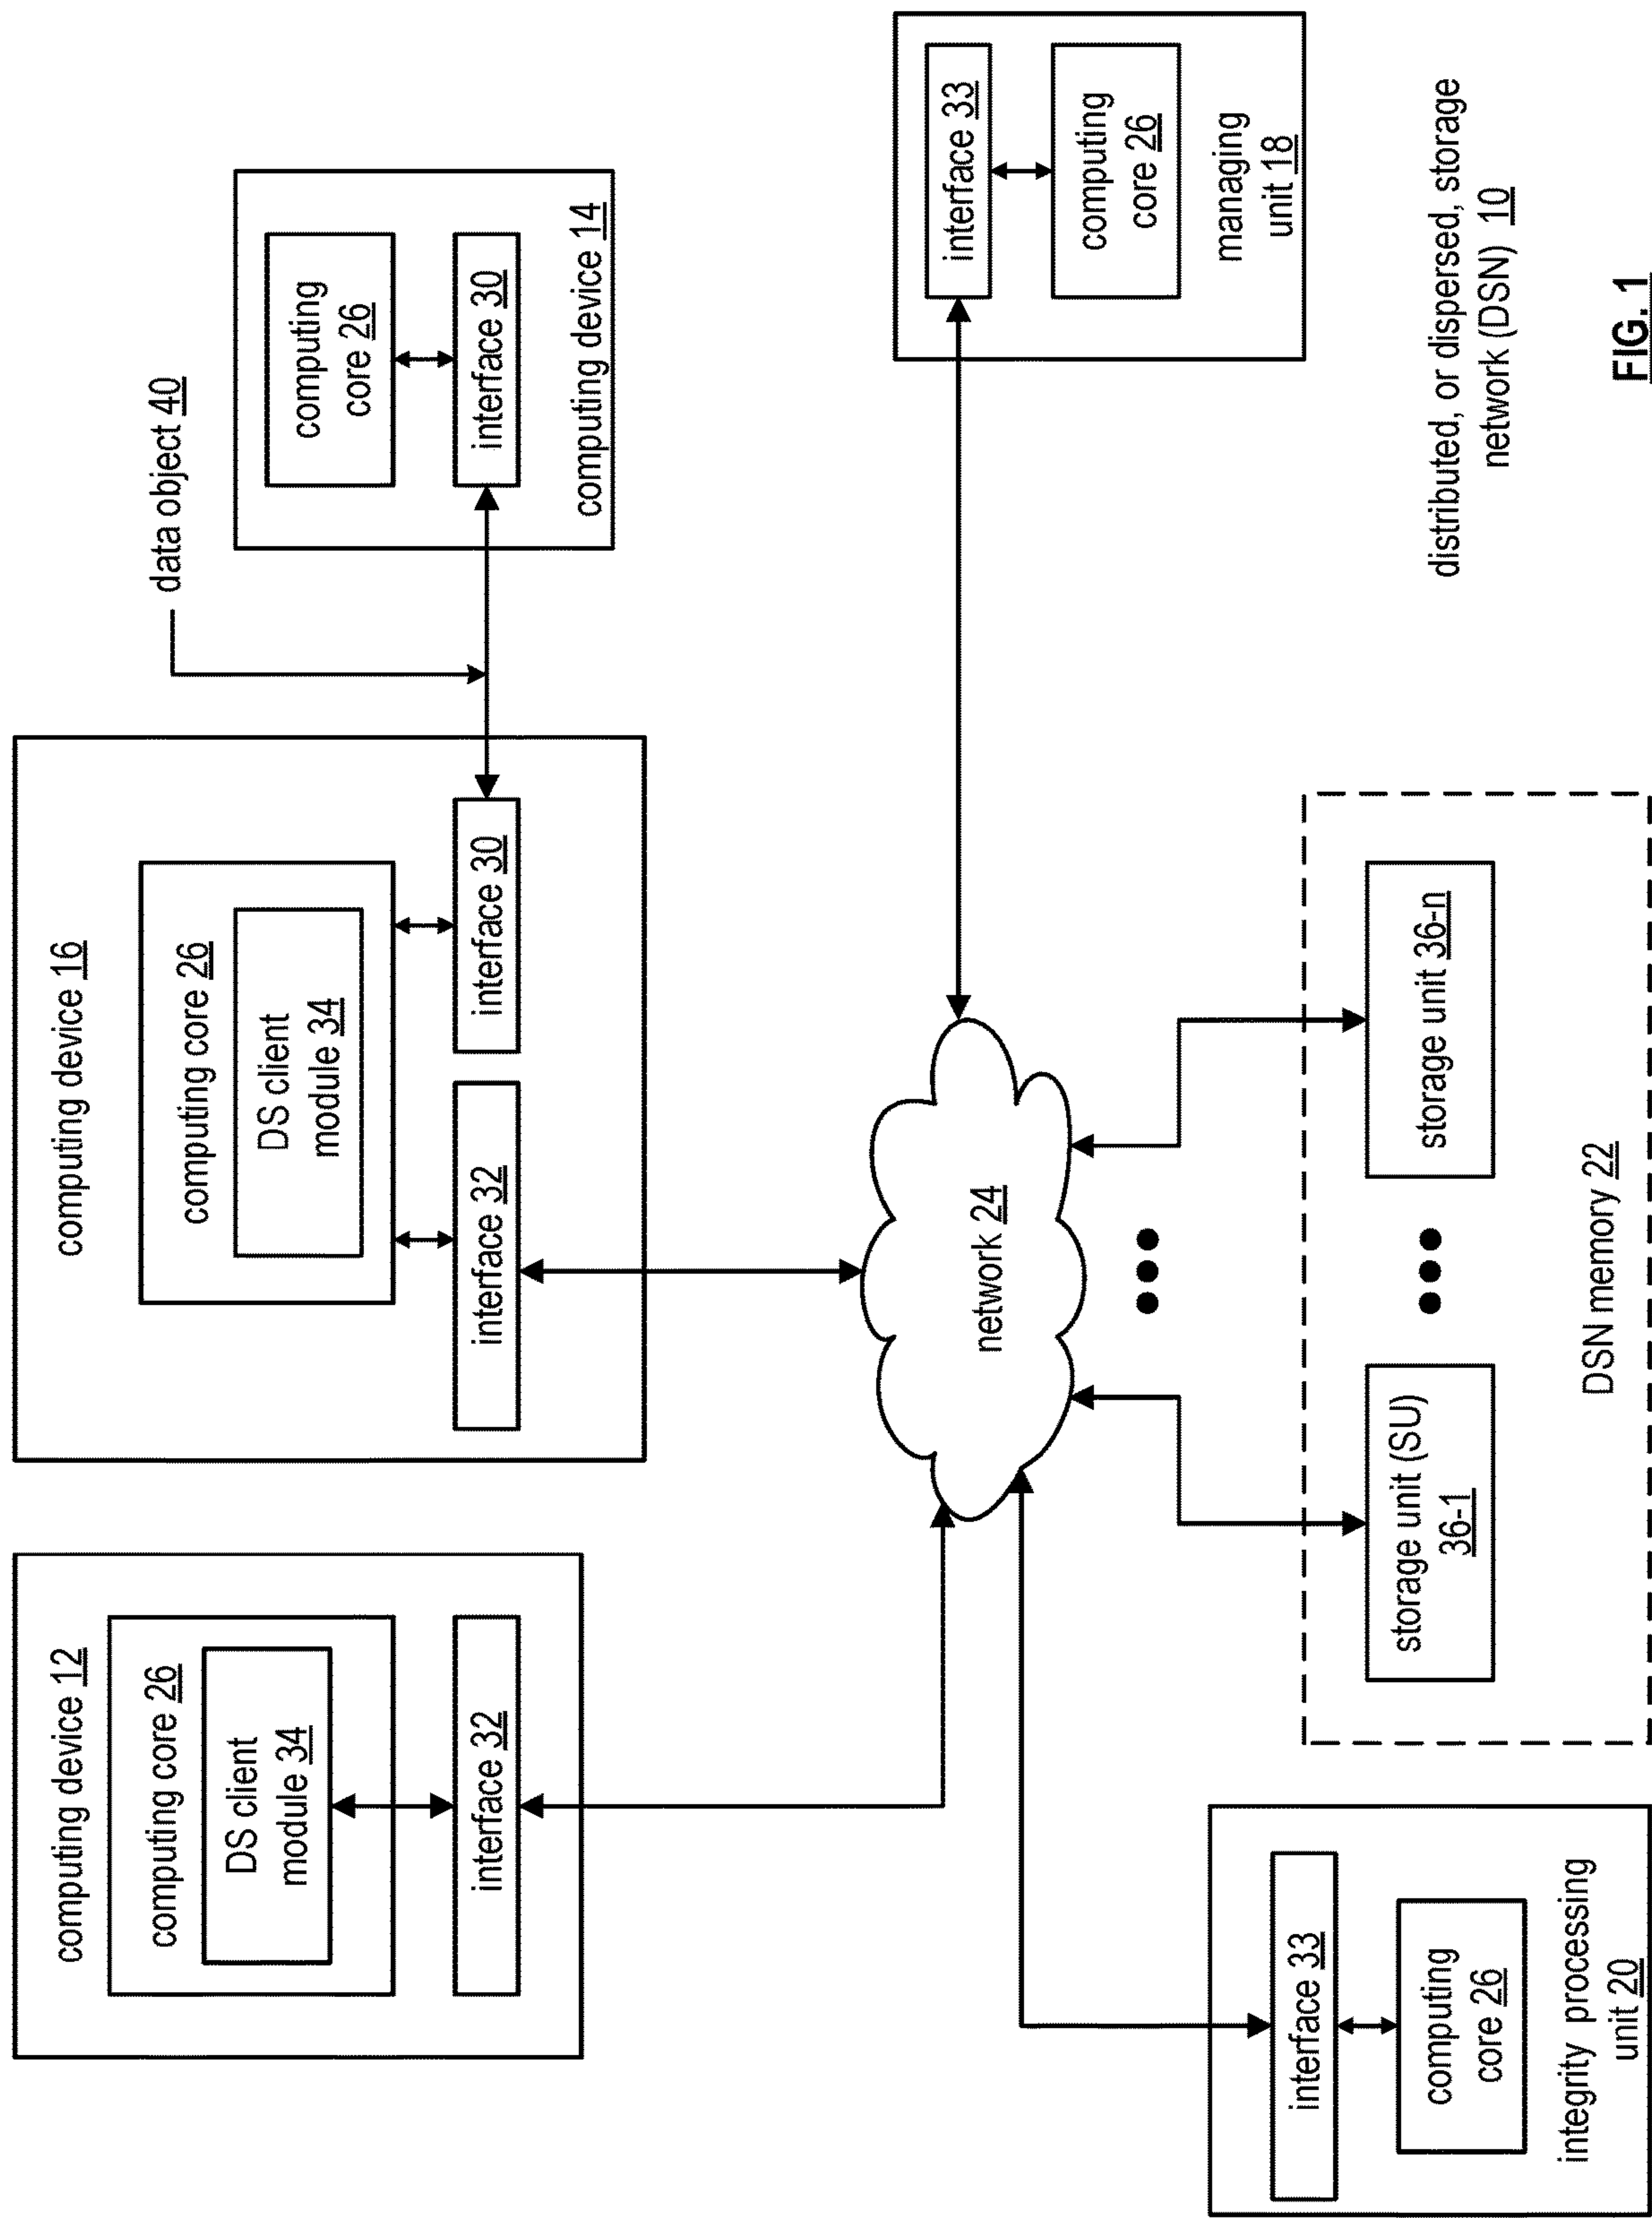 computing device 12
computing core 26
DS client
module 34
interface 32
computing device 16
computing core 26
DS client
module 34
interface 32
interface 30
data object 40
computing
core 26
interface 30
computing device 14
network 24
interface 33
computing
core 26
managing
unit 18
interface 33
computing
core 26
integrity processing
unit 20
storage unit (SU)
36-1
storage unit 36-n
DSN memory 22
distributed, or dispersed, storage
network (DSN) 10
FIG. 1